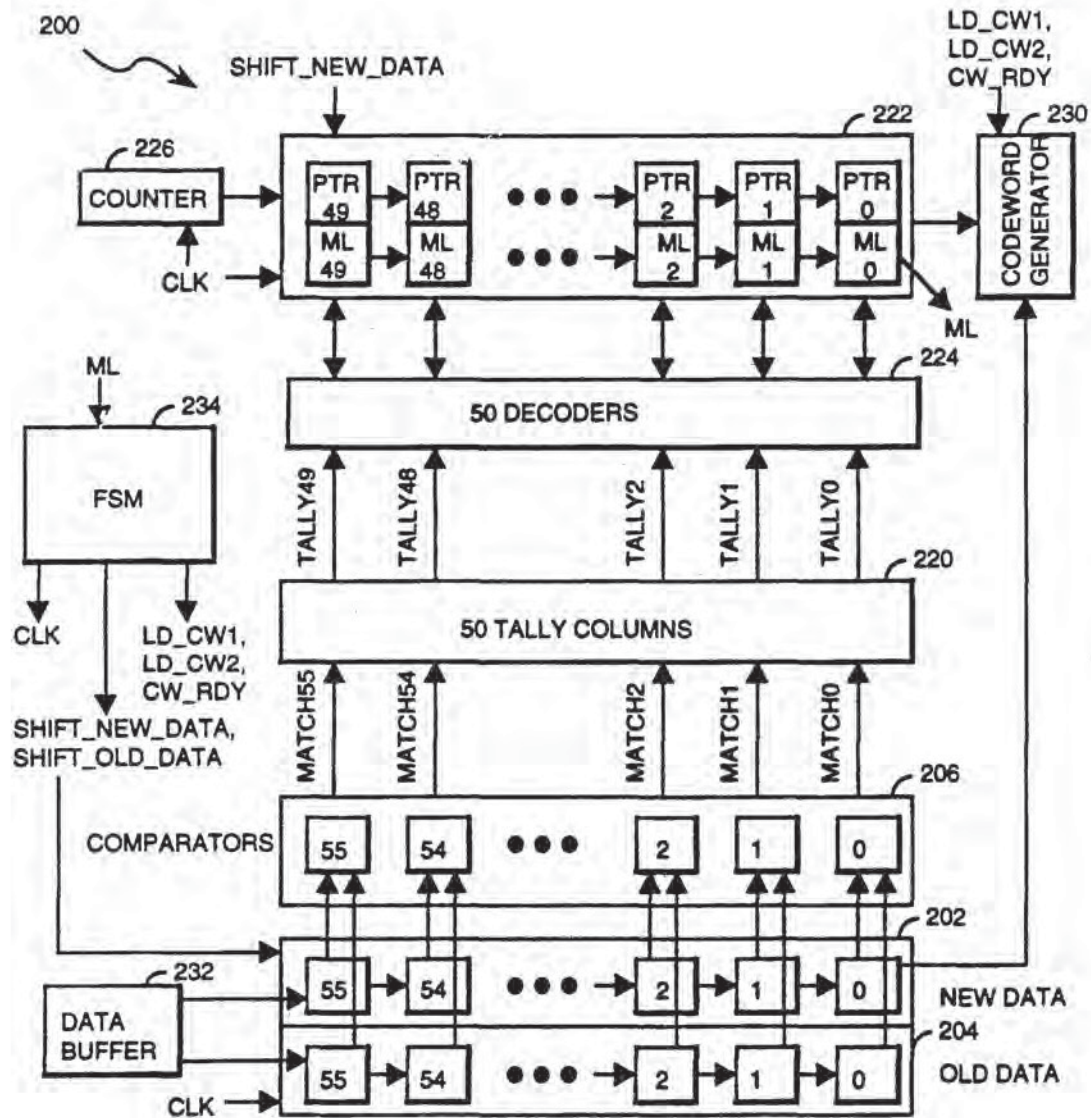 200
SHIFT_NEW_DATA
LD_CW1,
LD_CW2,
CW_RDY
222
230
226
COUNTER
PTR 49
PTR 48
PTR 2
PTR 1
PTR 0
ML 49
ML 48
ML 2
ML 1
ML 0
CODEWORD
GENERATOR
CLK
ML
224
50 DECODERS
ML
234
FSM
TALLY49
TALLY48
TALLY2
TALLY1
TALLY0
220
50 TALLY COLUMNS
CLK
LD_CW1,
LD_CW2,
CW_RDY
SHIFT_NEW_DATA,
SHIFT_OLD_DATA
MATCH55
MATCH54
MATCH2
MATCH1
MATCH0
206
COMPARATORS
55
54
2
1
0
202
232
DATA
BUFFER
55
54
2
1
0
NEW DATA
204
55
54
2
1
0
OLD DATA
CLK